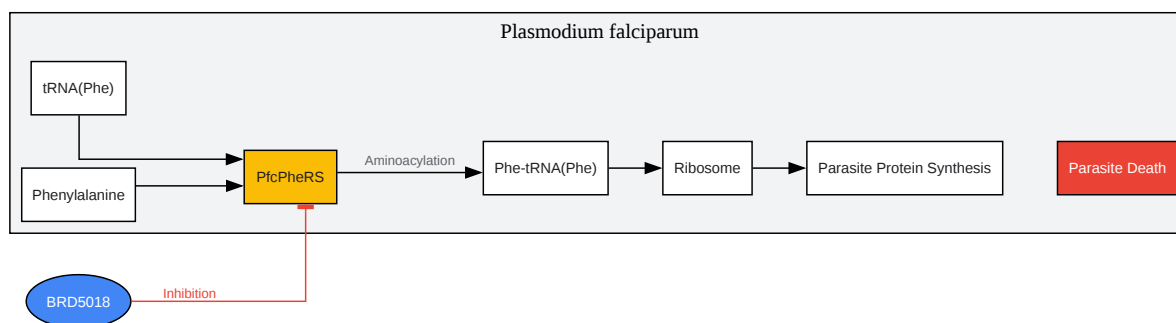 Plasmodium falciparum
tRNA(Phe)
Phenylalanine
PfcPheRS
Aminoacylation
Phe-tRNA(Phe)
Ribosome
Parasite Protein Synthesis
Parasite Death
BRD5018
Inhibition